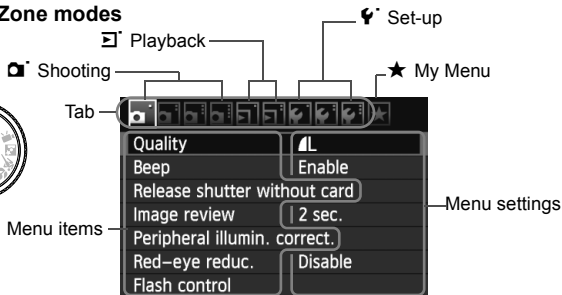 Zone modes
Set-up
Playback
Shooting
My Menu
Tab
Quality L
Beep Enable
Release shutter without card
Image review 2 sec.
Menu settings
Menu items
Peripheral illumin. correct.
Red-eye reduc. Disable
Flash control